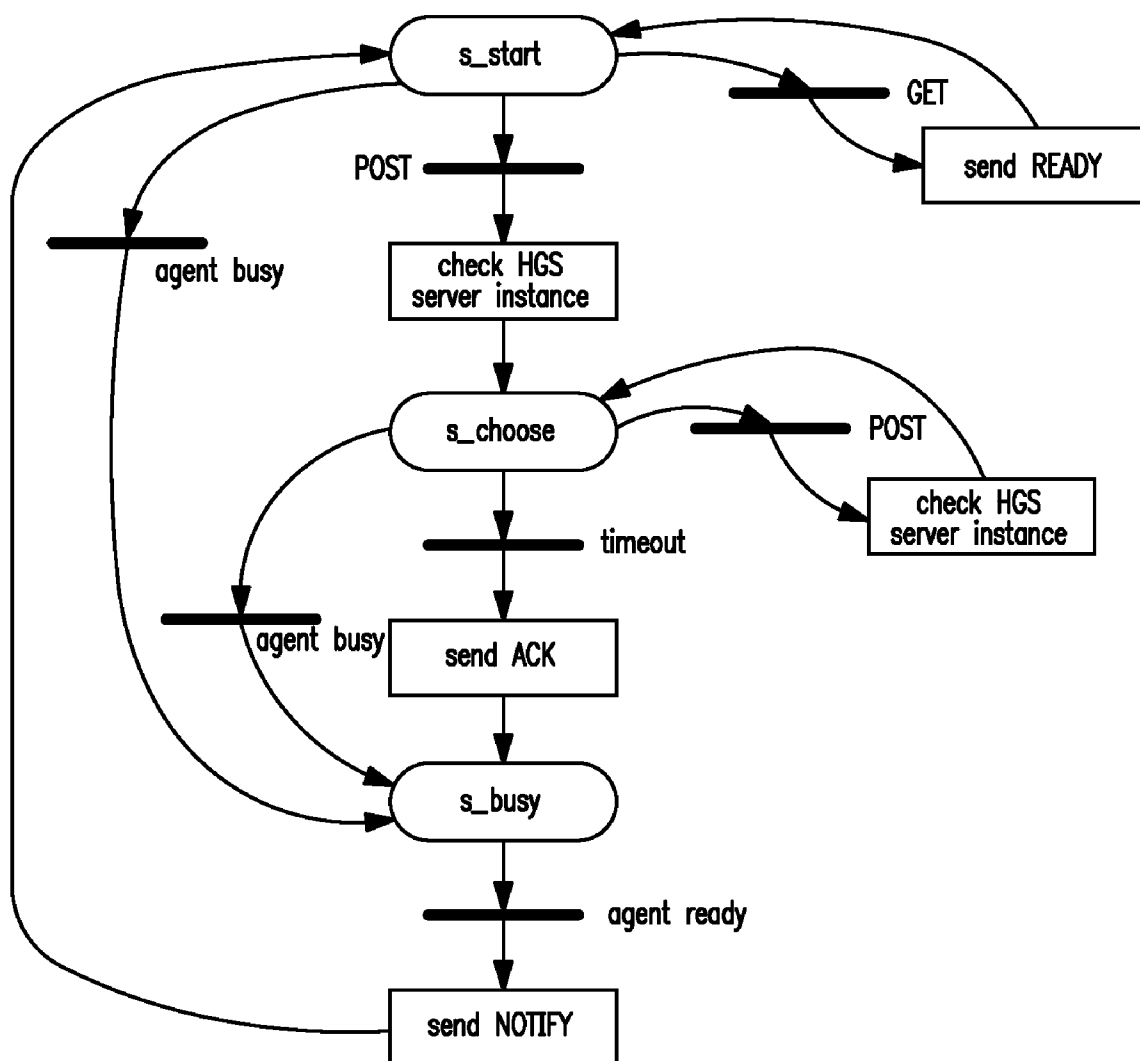 s_start
GET
send READY
POST
agent busy
check HGS
server instance
s_choose
POST
check HGS
server instance
timeout
agent busy
send ACK
s_busy
agent ready
send NOTIFY